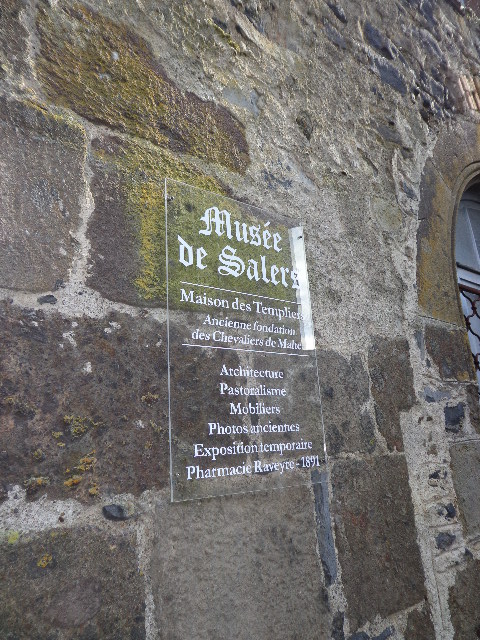 Musée
de Salers
Maison des Templiers
Ancienne fondation
des Chevaliers de Malte
Architecture
Pastoralisme
Mobiliers
Photos anciennes
Exposition temporaire
Pharmacie Raveyre - 1891